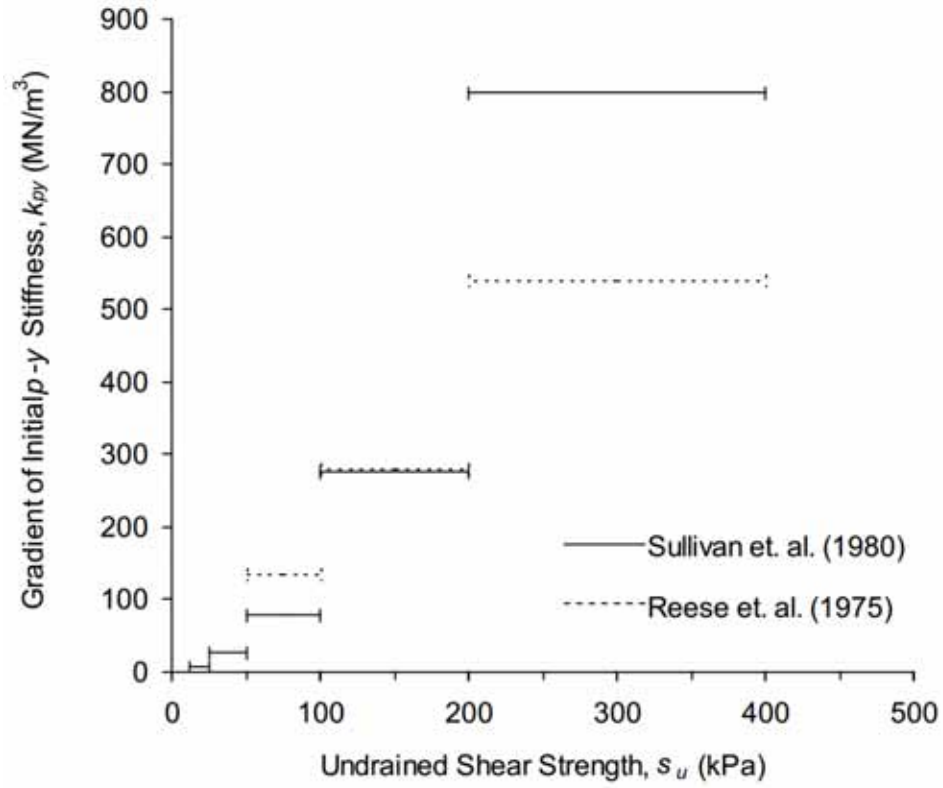 900
800
700
600
500
400
300
200
100
0
Gradient of Initial p-y Stiffness, kpy (MN/m³)
Sullivan et. al. (1980)
Reese et. al. (1975)
0 100 200 300 400 500
Undrained Shear Strength, s u (kPa)